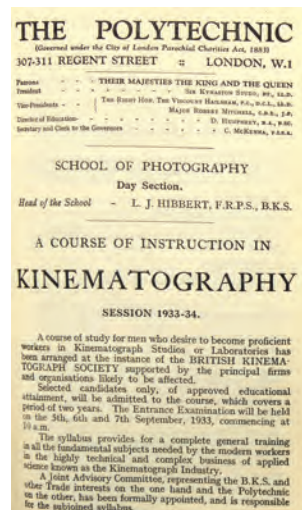 THE POLYTECHNIC
(Governed under the City of London Parochial Charities Act, 1883)
307-311 REGENT STREET :: LONDON, W.1
Patrons - - THEIR MAJESTIES THE KING AND THE QUEEN
President - - - - - Sir Kynaston Studd, Bt., LL.D.
Vice-Presidents - - The Right Hon. The Viscount Hailsham, P.C., D.C.L., LL.D.
Major Robert Mitchell, C.B.E., J.P.
Director of Education - - - - - D. Humphrey, B.A., B.Sc.
Secretary and Clerk to the Governors - - - C. McKenna, F.S.R.A.
SCHOOL OF PHOTOGRAPHY
Day Section.
Head of the School - L. J. HIBBERT, F.R.P.S., B.K.S.
A COURSE OF INSTRUCTION IN
KINEMATOGRAPHY
SESSION 1933-34.
A course of study for men who desire to become proficient
workers in Kinematograph Studios or Laboratories has
been arranged at the instance of the BRITISH KINEMA-
TOGRAPH SOCIETY supported by the principal firms
and organisations likely to be affected.
Selected candidates only, of approved educational
attainment, will be admitted to the course, which covers a
period of two years. The Entrance Examination will be held
on the 5th, 6th and 7th September, 1933, commencing at
10 a.m.
The syllabus provides for a complete general training
in all the fundamental subjects needed by the modern workers
in the highly technical and complex business of applied
science known as the Kinematograph Industry.
A Joint Advisory Committee, representing the B.K.S. and
other Trade interests on the one hand and the Polytechnic
on the other, has been formally appointed, and is responsible
for the subjoined syllabus.